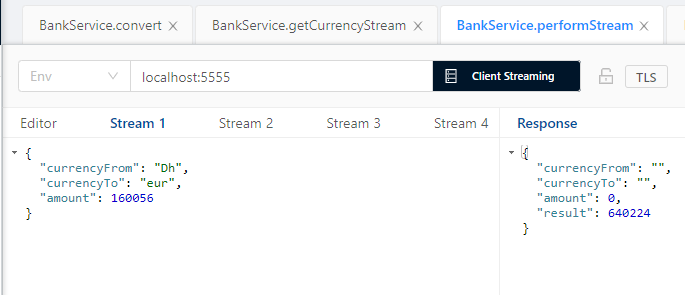 BankService.convert × BankService.getCurrencyStream × BankService.performStream ×
Env localhost:5555 Client Streaming TLS
Editor Stream 1 Stream 2 Stream 3 Stream 4 Response
{
"currencyFrom": "Dh",
"currencyTo": "eur",
"amount": 160056
}
{
"currencyFrom": "",
"currencyTo": "",
"amount": 0,
"result": 640224
}